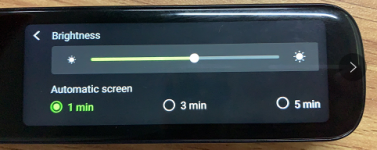 Brightness
Automatic screen
1 min 3 min 5 min